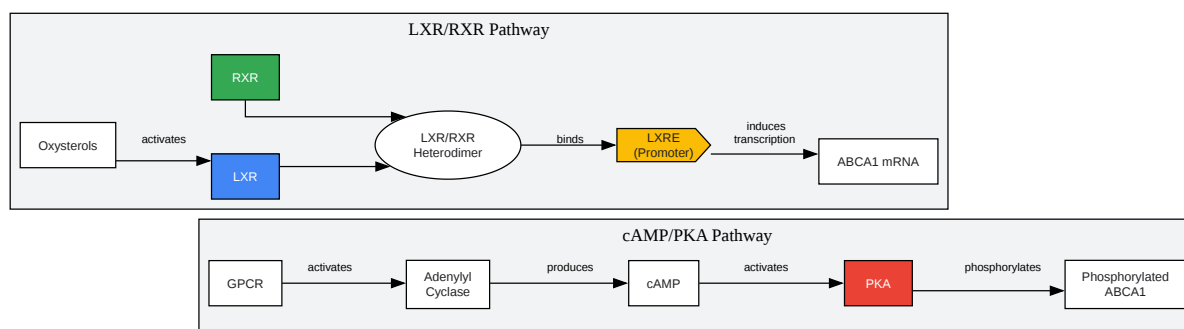 LXR/RXR Pathway
RXR
Oxysterols
activates
LXR
LXR/RXR
Heterodimer
binds
LXRE
(Promoter)
induces
transcription
ABCA1 mRNA
cAMP/PKA Pathway
GPCR
activates
Adenylyl
Cyclase
produces
cAMP
activates
PKA
phosphorylates
Phosphorylated
ABCA1